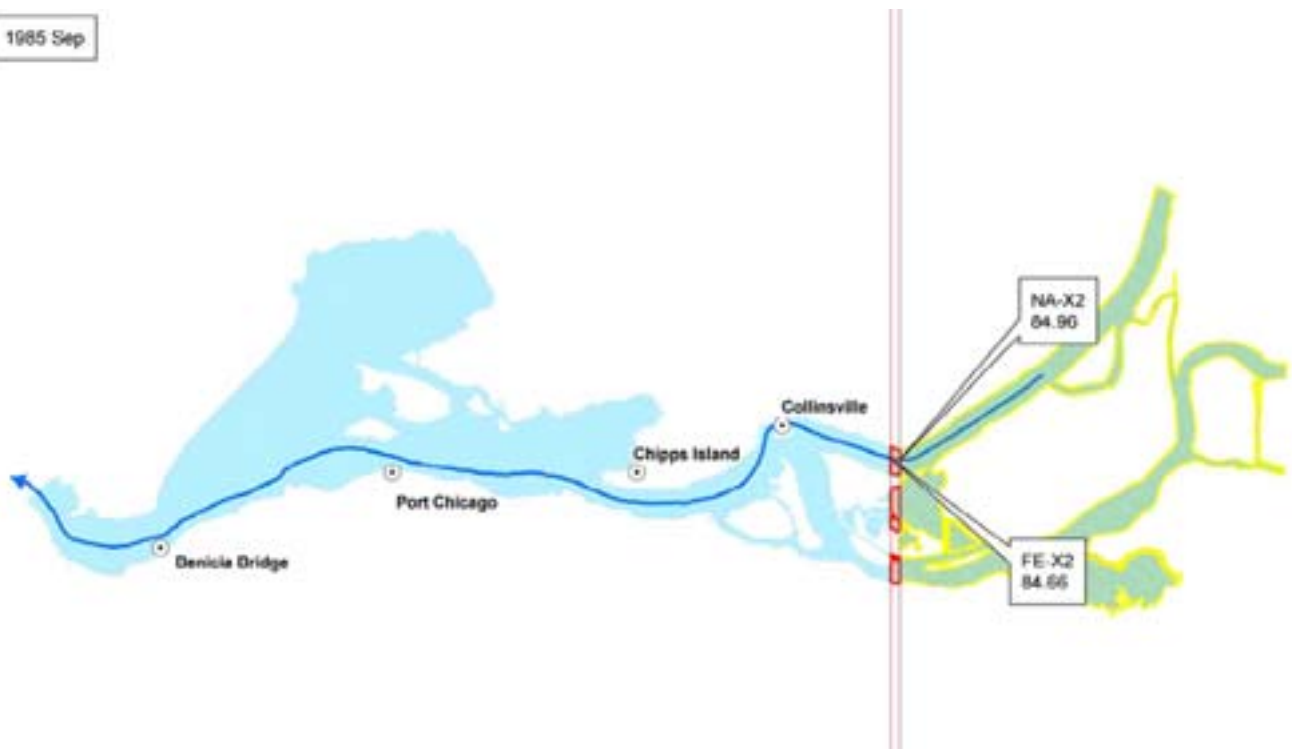 1985 Sep
NA-X2
84.96
Collinsville
Chipps Island
Port Chicago
Benicia Bridge
FE-X2
84.66